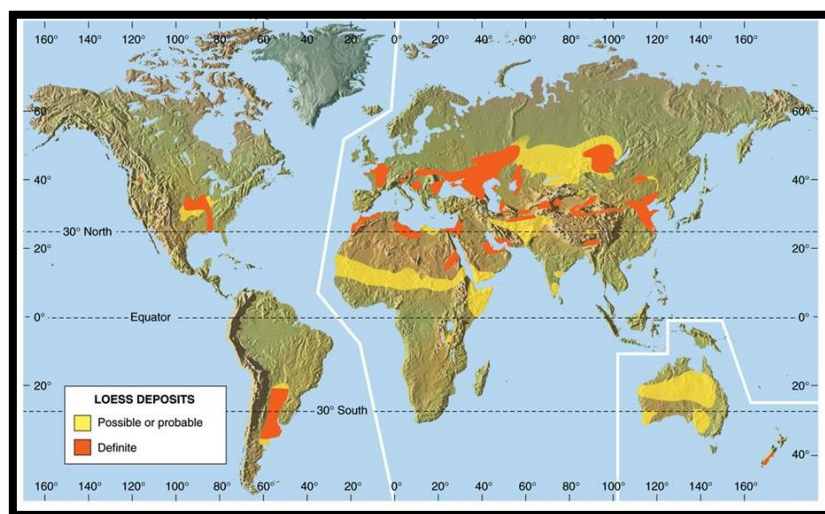 160° 140° 120° 100° 80° 60° 40° 20° 0° 20° 40° 60° 80° 100° 120° 140° 160°
60° 60°
40° 40°
30° North
20° 20°
0° Equator 0°
20° 20°
LOESS DEPOSITS
Possible or probable
Definite
30° South
40°
160° 140° 120° 100° 80° 60° 40° 20° 0° 20° 40° 60° 80° 100° 120° 140° 160°